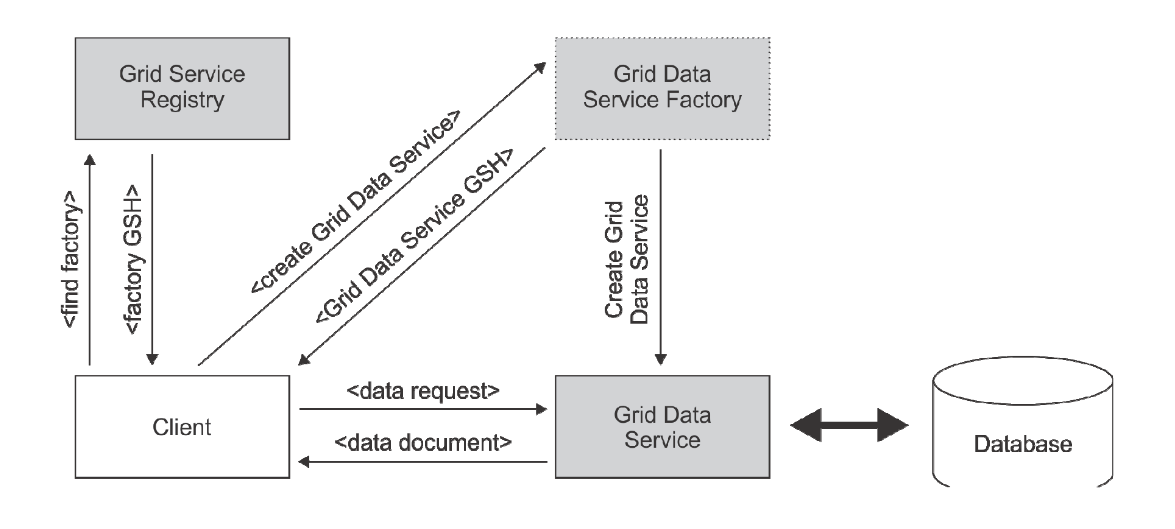 Grid Service
Registry
Grid Data
Service Factory
<find factory>
<factory GSH>
<create Grid Data Service>
<Grid Data Service GSH>
Create Grid
Data Service
Client
<data request>
<data document>
Grid Data
Service
Database